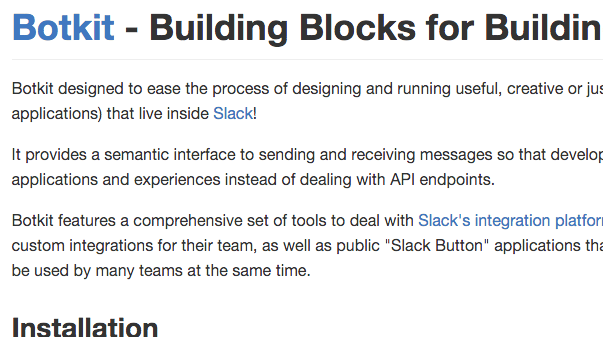 Botkit - Building Blocks for Buildin
Botkit designed to ease the process of designing and running useful, creative or jus
applications) that live inside Slack!
It provides a semantic interface to sending and receiving messages so that develop
applications and experiences instead of dealing with API endpoints.
Botkit features a comprehensive set of tools to deal with Slack's integration platfor
custom integrations for their team, as well as public "Slack Button" applications tha
be used by many teams at the same time.
Installation